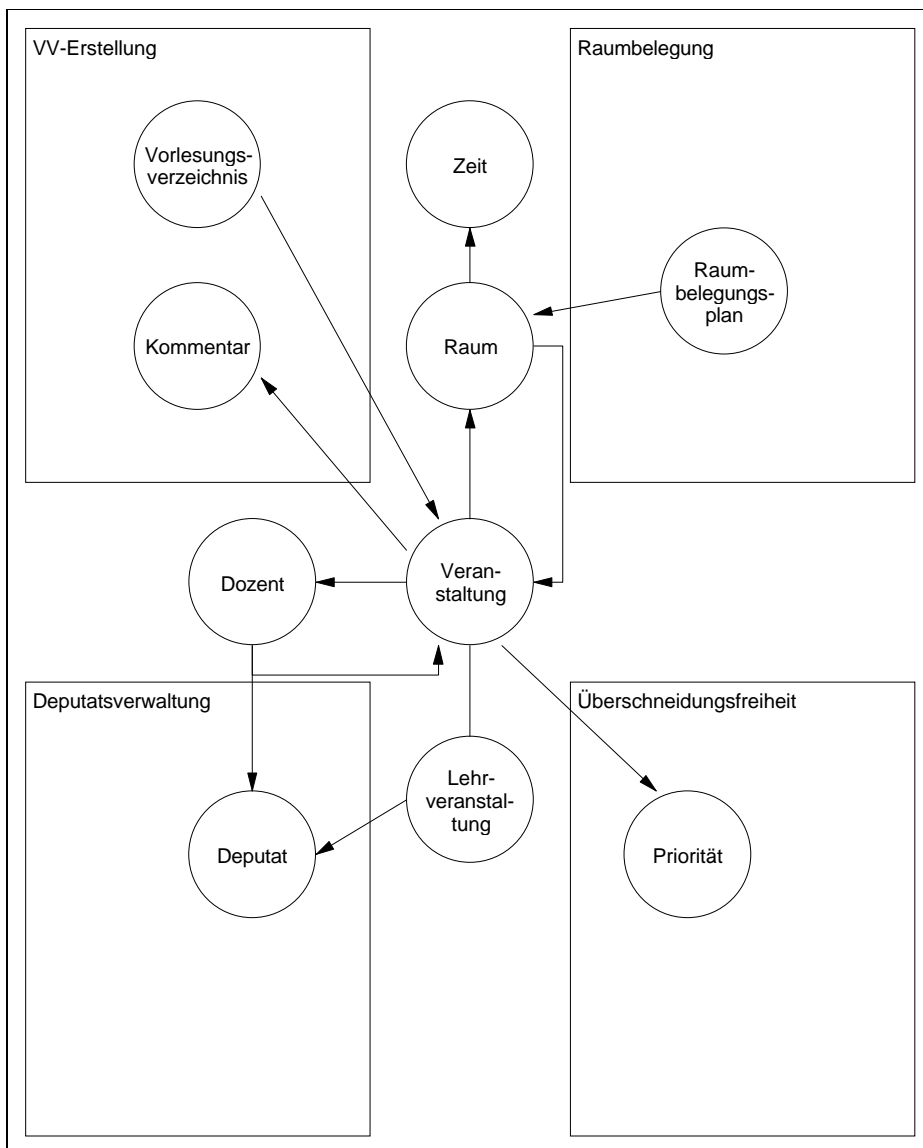 VV-Erstellung
Raumbelegung
Vorlesungs-
verzeichnis
Zeit
Raum-
belegungs-
plan
Kommentar
Raum
Dozent
Veran-
staltung
Deputatsverwaltung
Überschneidungsfreiheit
Lehr-
veranstal-
tung
Deputat
Priorität